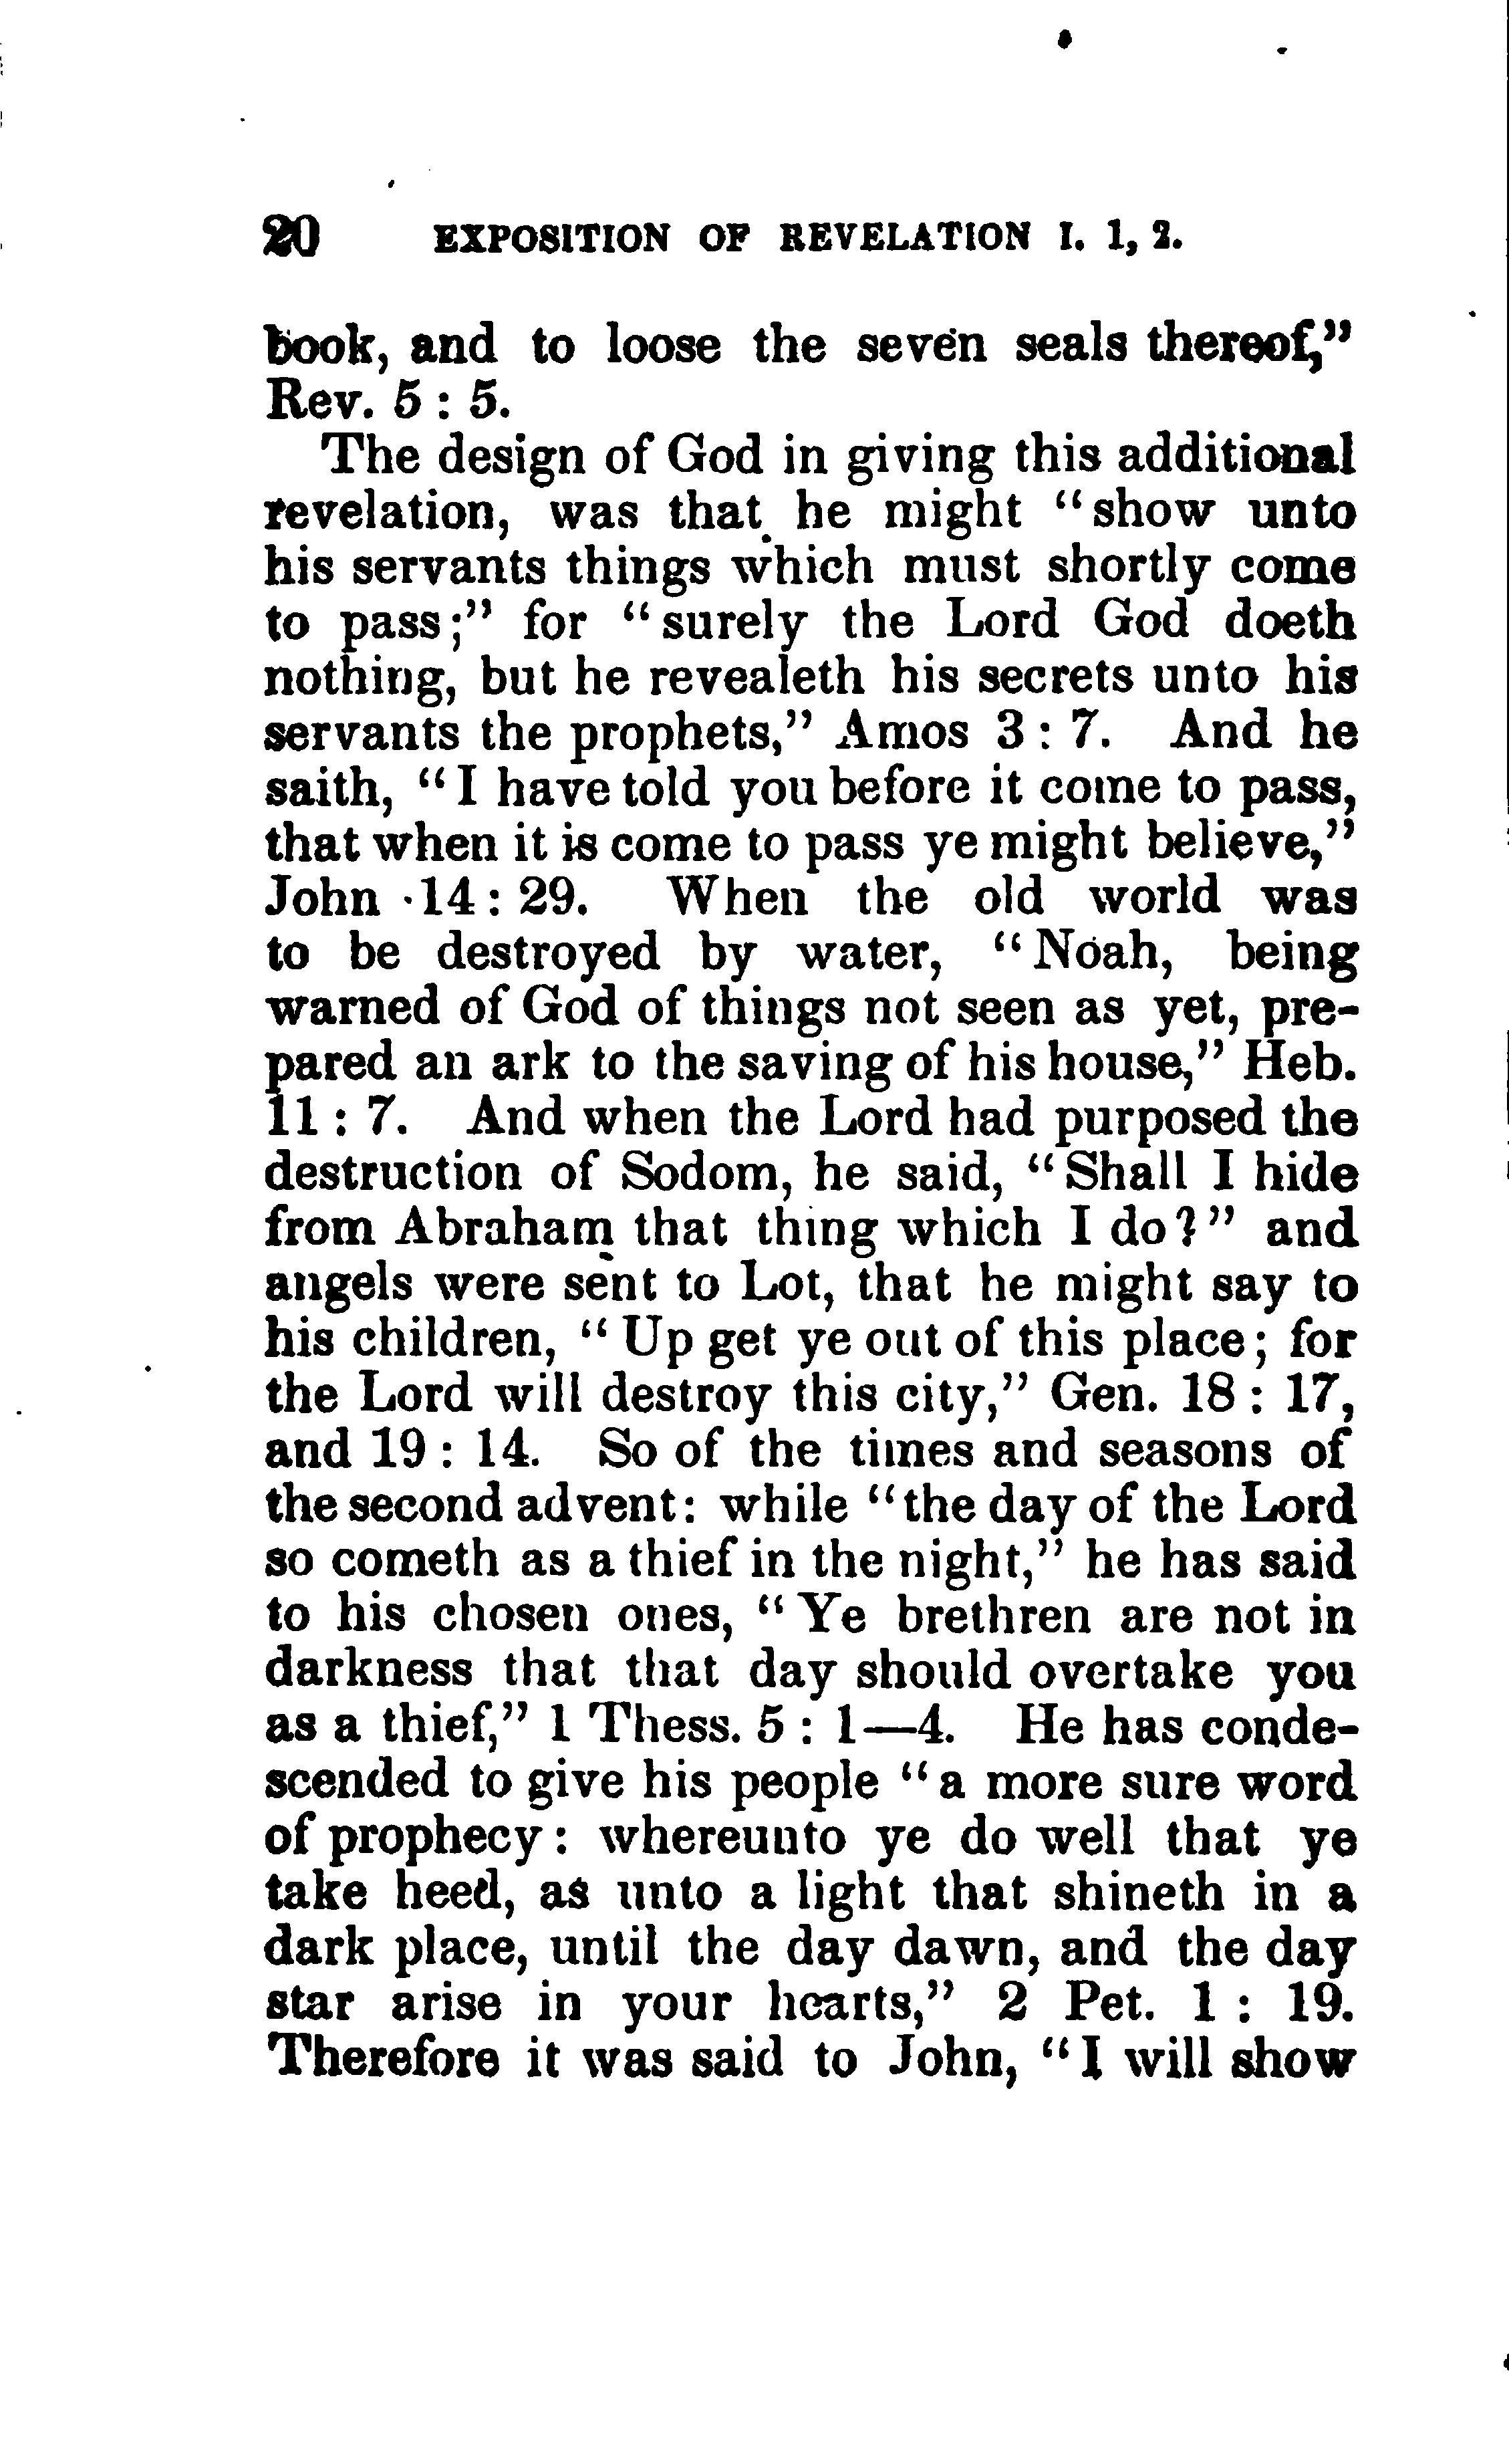 20 EXPOSITION OF REVELATION I. 1, 2.
book, and to loose the seven seals thereof,"
Rev. 5 : 5.
The design of God in giving this additional
revelation, was that he might "show unto
his servants things which must shortly come
to pass;" for "surely the Lord God doeth
nothing, but he revealeth his secrets unto his
servants the prophets," Amos 3 : 7. And he
saith, "I have told you before it come to pass,
that when it is come to pass ye might believe,"
John 14 : 29. When the old world was
to be destroyed by water, "Noah, being
warned of God of things not seen as yet, pre-
pared an ark to the saving of his house," Heb.
11 : 7. And when the Lord had purposed the
destruction of Sodom, he said, "Shall I hide
from Abraham that thing which I do?" and
angels were sent to Lot, that he might say to
his children, "Up get ye out of this place; for
the Lord will destroy this city," Gen. 18 : 17,
and 19 : 14. So of the times and seasons of
the second advent: while "the day of the Lord
so cometh as a thief in the night," he has said
to his chosen ones, "Ye brethren are not in
darkness that that day should overtake you
as a thief," 1 Thess. 5 : 1—4. He has conde-
scended to give his people "a more sure word
of prophecy: whereunto ye do well that ye
take heed, as unto a light that shineth in a
dark place, until the day dawn, and the day
star arise in your hearts," 2 Pet. 1 : 19.
Therefore it was said to John, "I will show